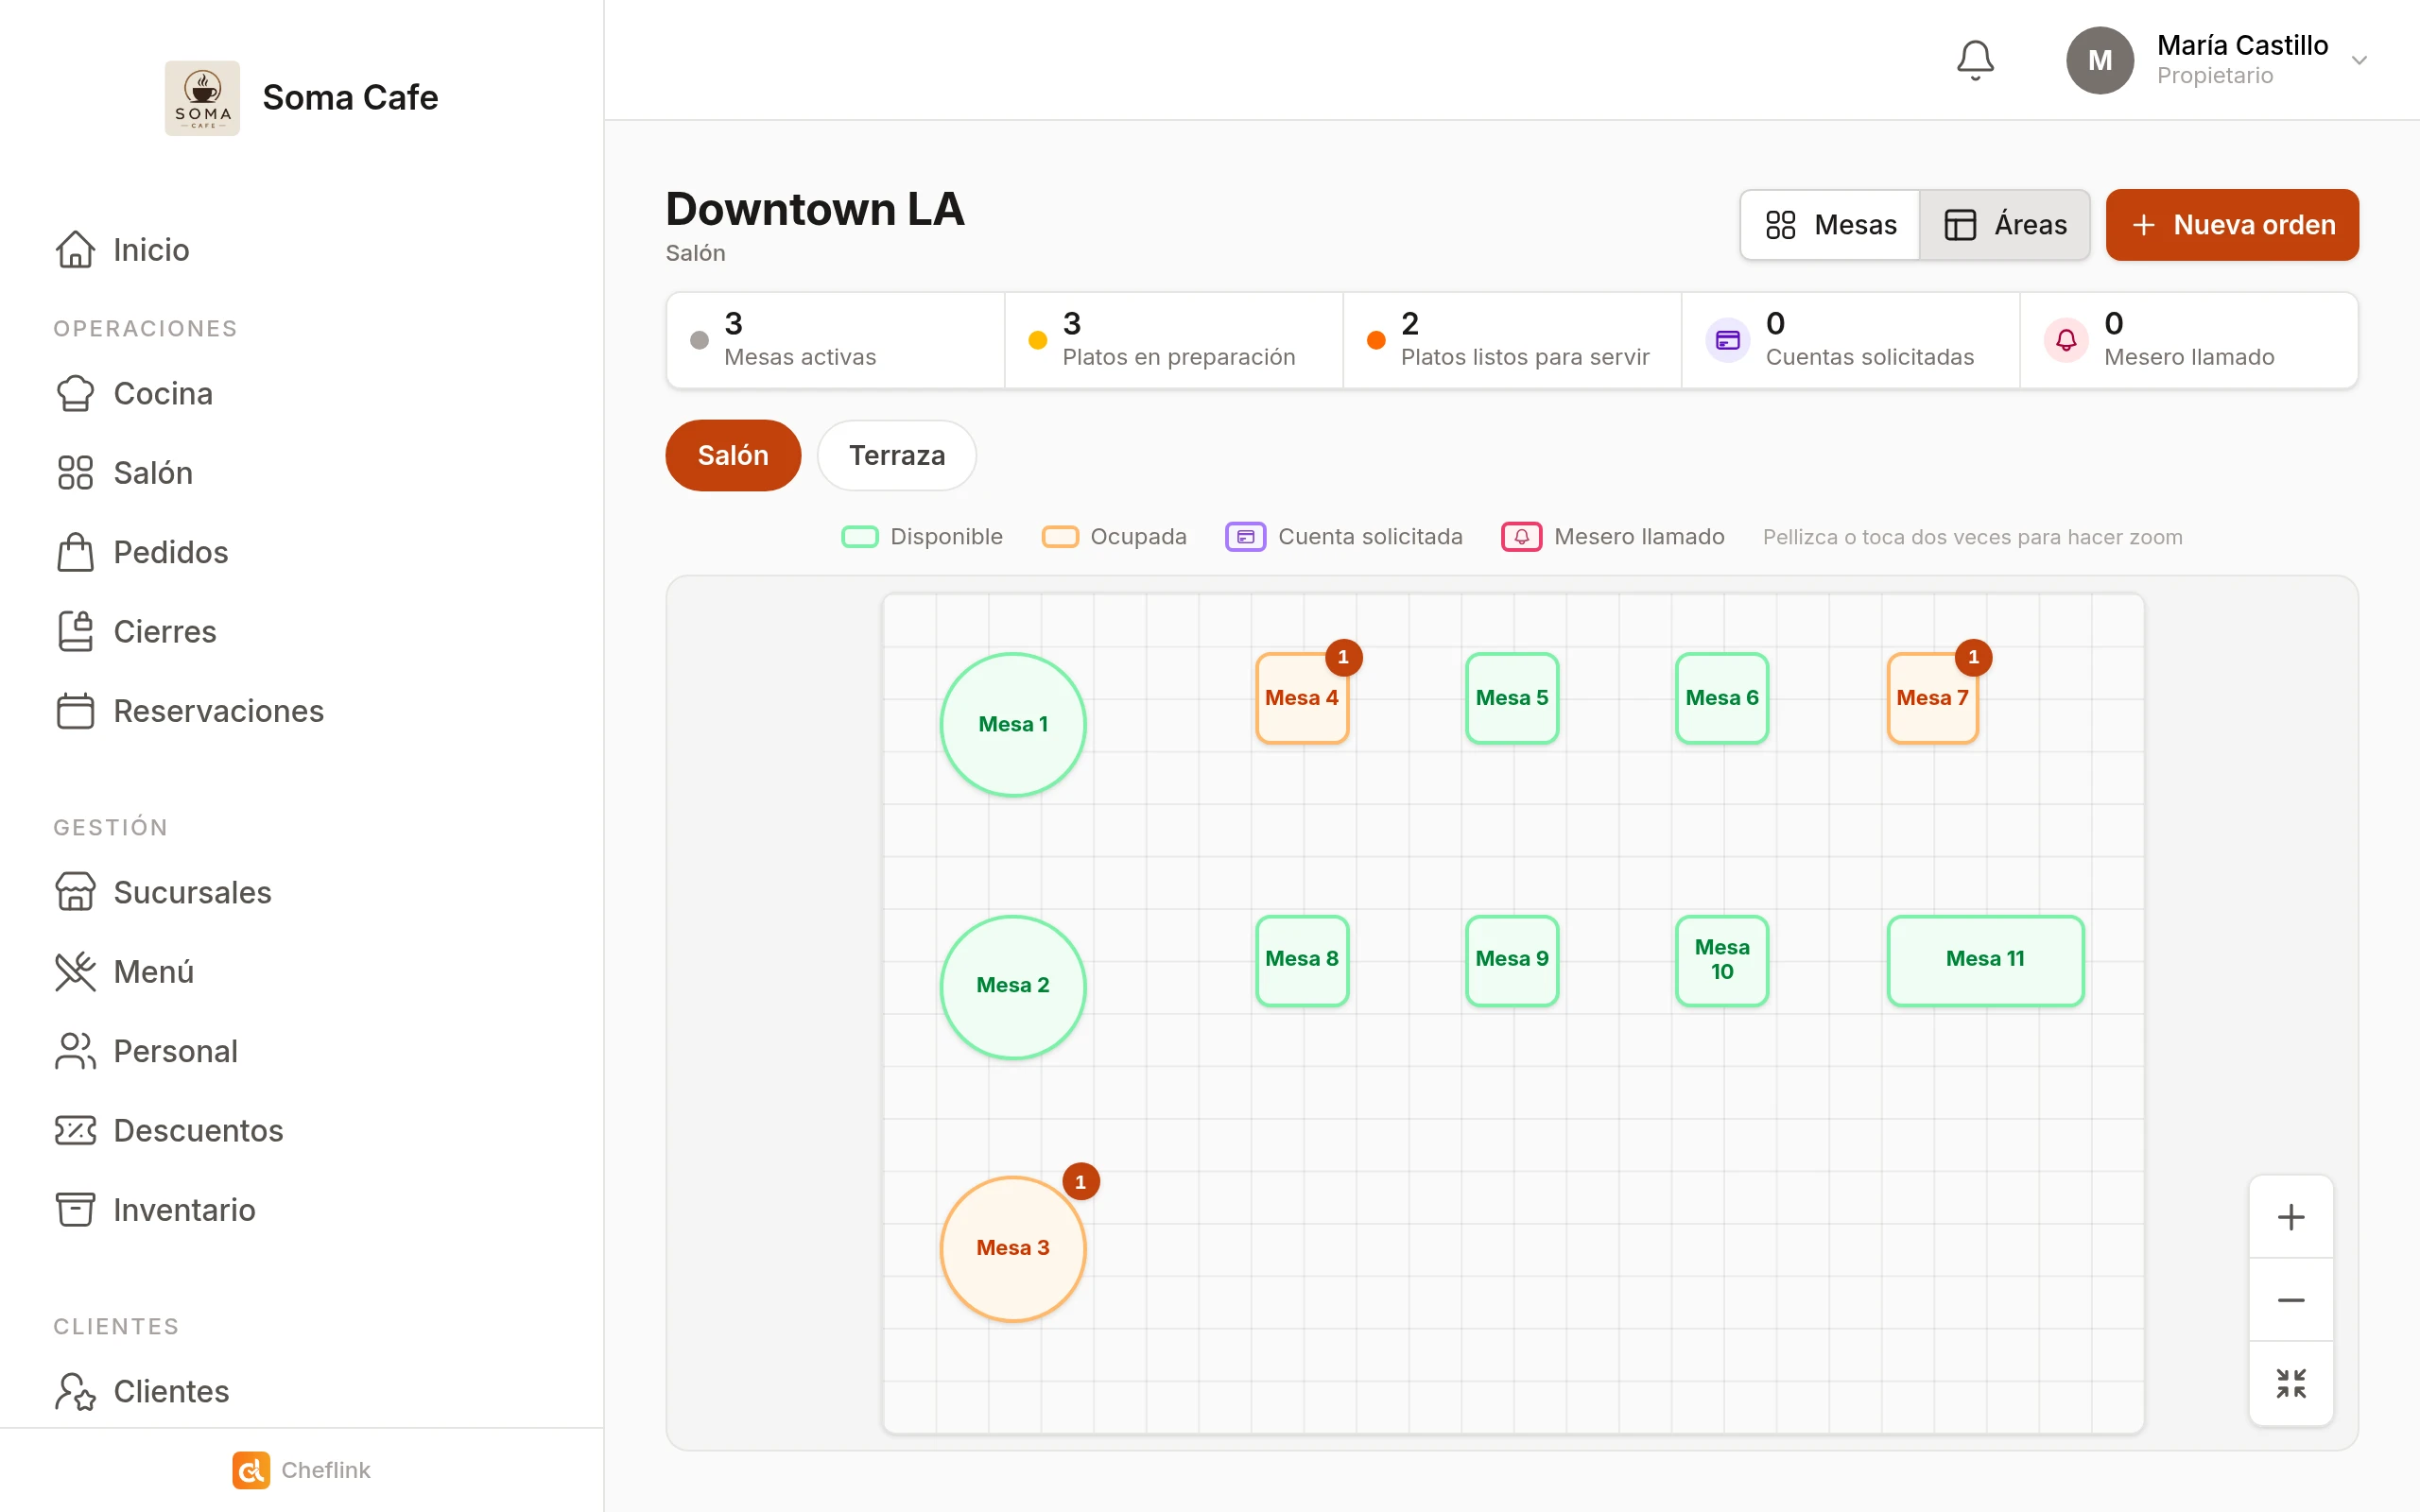 SOMA
CAFE
Soma Cafe
Inicio
OPERACIONES
Cocina
Salón
Pedidos
Cierres
Reservaciones
GESTIÓN
Sucursales
Menú
Personal
Descuentos
Inventario
CLIENTES
Clientes
Cheflink
M
María Castillo
Propietario
Downtown LA
Salón
Mesas
Áreas
Nueva orden
3
Mesas activas
3
Platos en preparación
2
Platos listos para servir
0
Cuentas solicitadas
0
Mesero llamado
Salón
Terraza
Disponible
Ocupada
Cuenta solicitada
Mesero llamado
Pellizca o toca dos veces para hacer zoom
Mesa 1
Mesa 4
1
Mesa 5
Mesa 6
Mesa 7
1
Mesa 2
Mesa 8
Mesa 9
Mesa
10
Mesa 11
Mesa 3
1